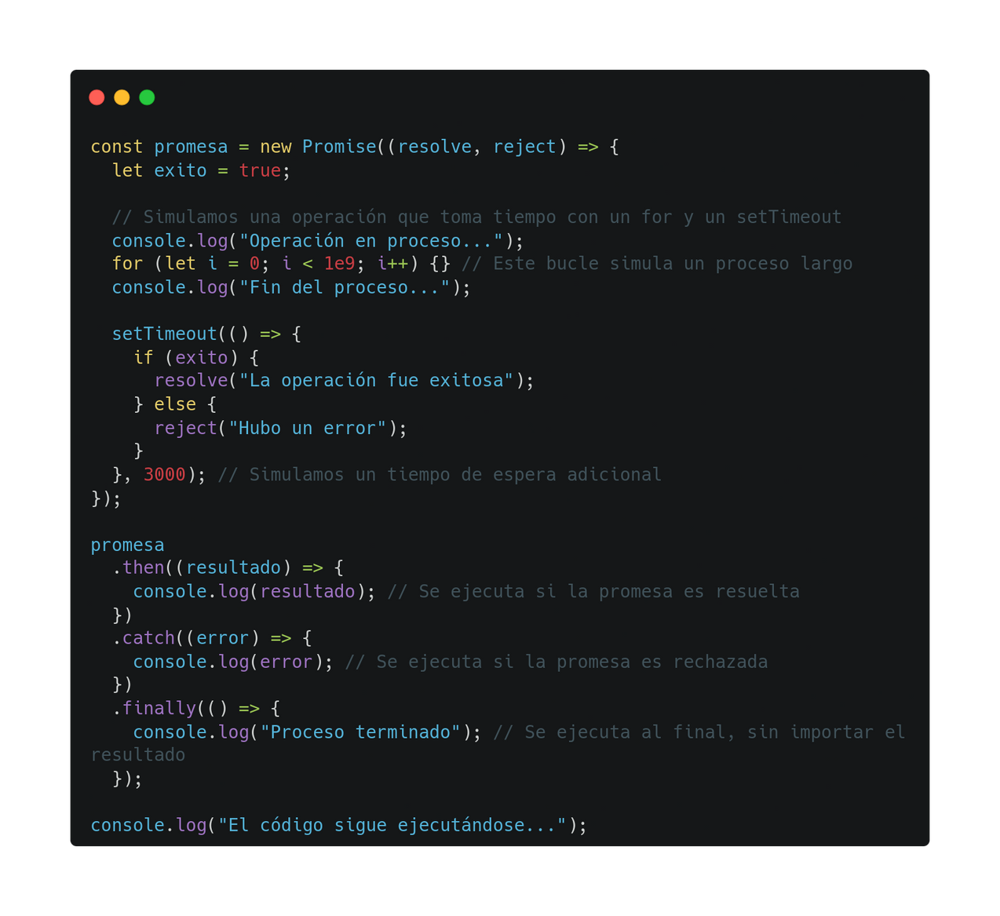 const promesa = new Promise((resolve, reject) => {
  let exito = true;

  // Simulamos una operación que toma tiempo con un for y un setTimeout
  console.log("Operación en proceso...");
  for (let i = 0; i < 1e9; i++) {} // Este bucle simula un proceso largo
  console.log("Fin del proceso...");

  setTimeout(() => {
    if (exito) {
      resolve("La operación fue exitosa");
    } else {
      reject("Hubo un error");
    }
  }, 3000); // Simulamos un tiempo de espera adicional
});

promesa
  .then((resultado) => {
    console.log(resultado); // Se ejecuta si la promesa es resuelta
  })
  .catch((error) => {
    console.log(error); // Se ejecuta si la promesa es rechazada
  })
  .finally(() => {
    console.log("Proceso terminado"); // Se ejecuta al final, sin importar el
resultado
  });

console.log("El código sigue ejecutándose...");